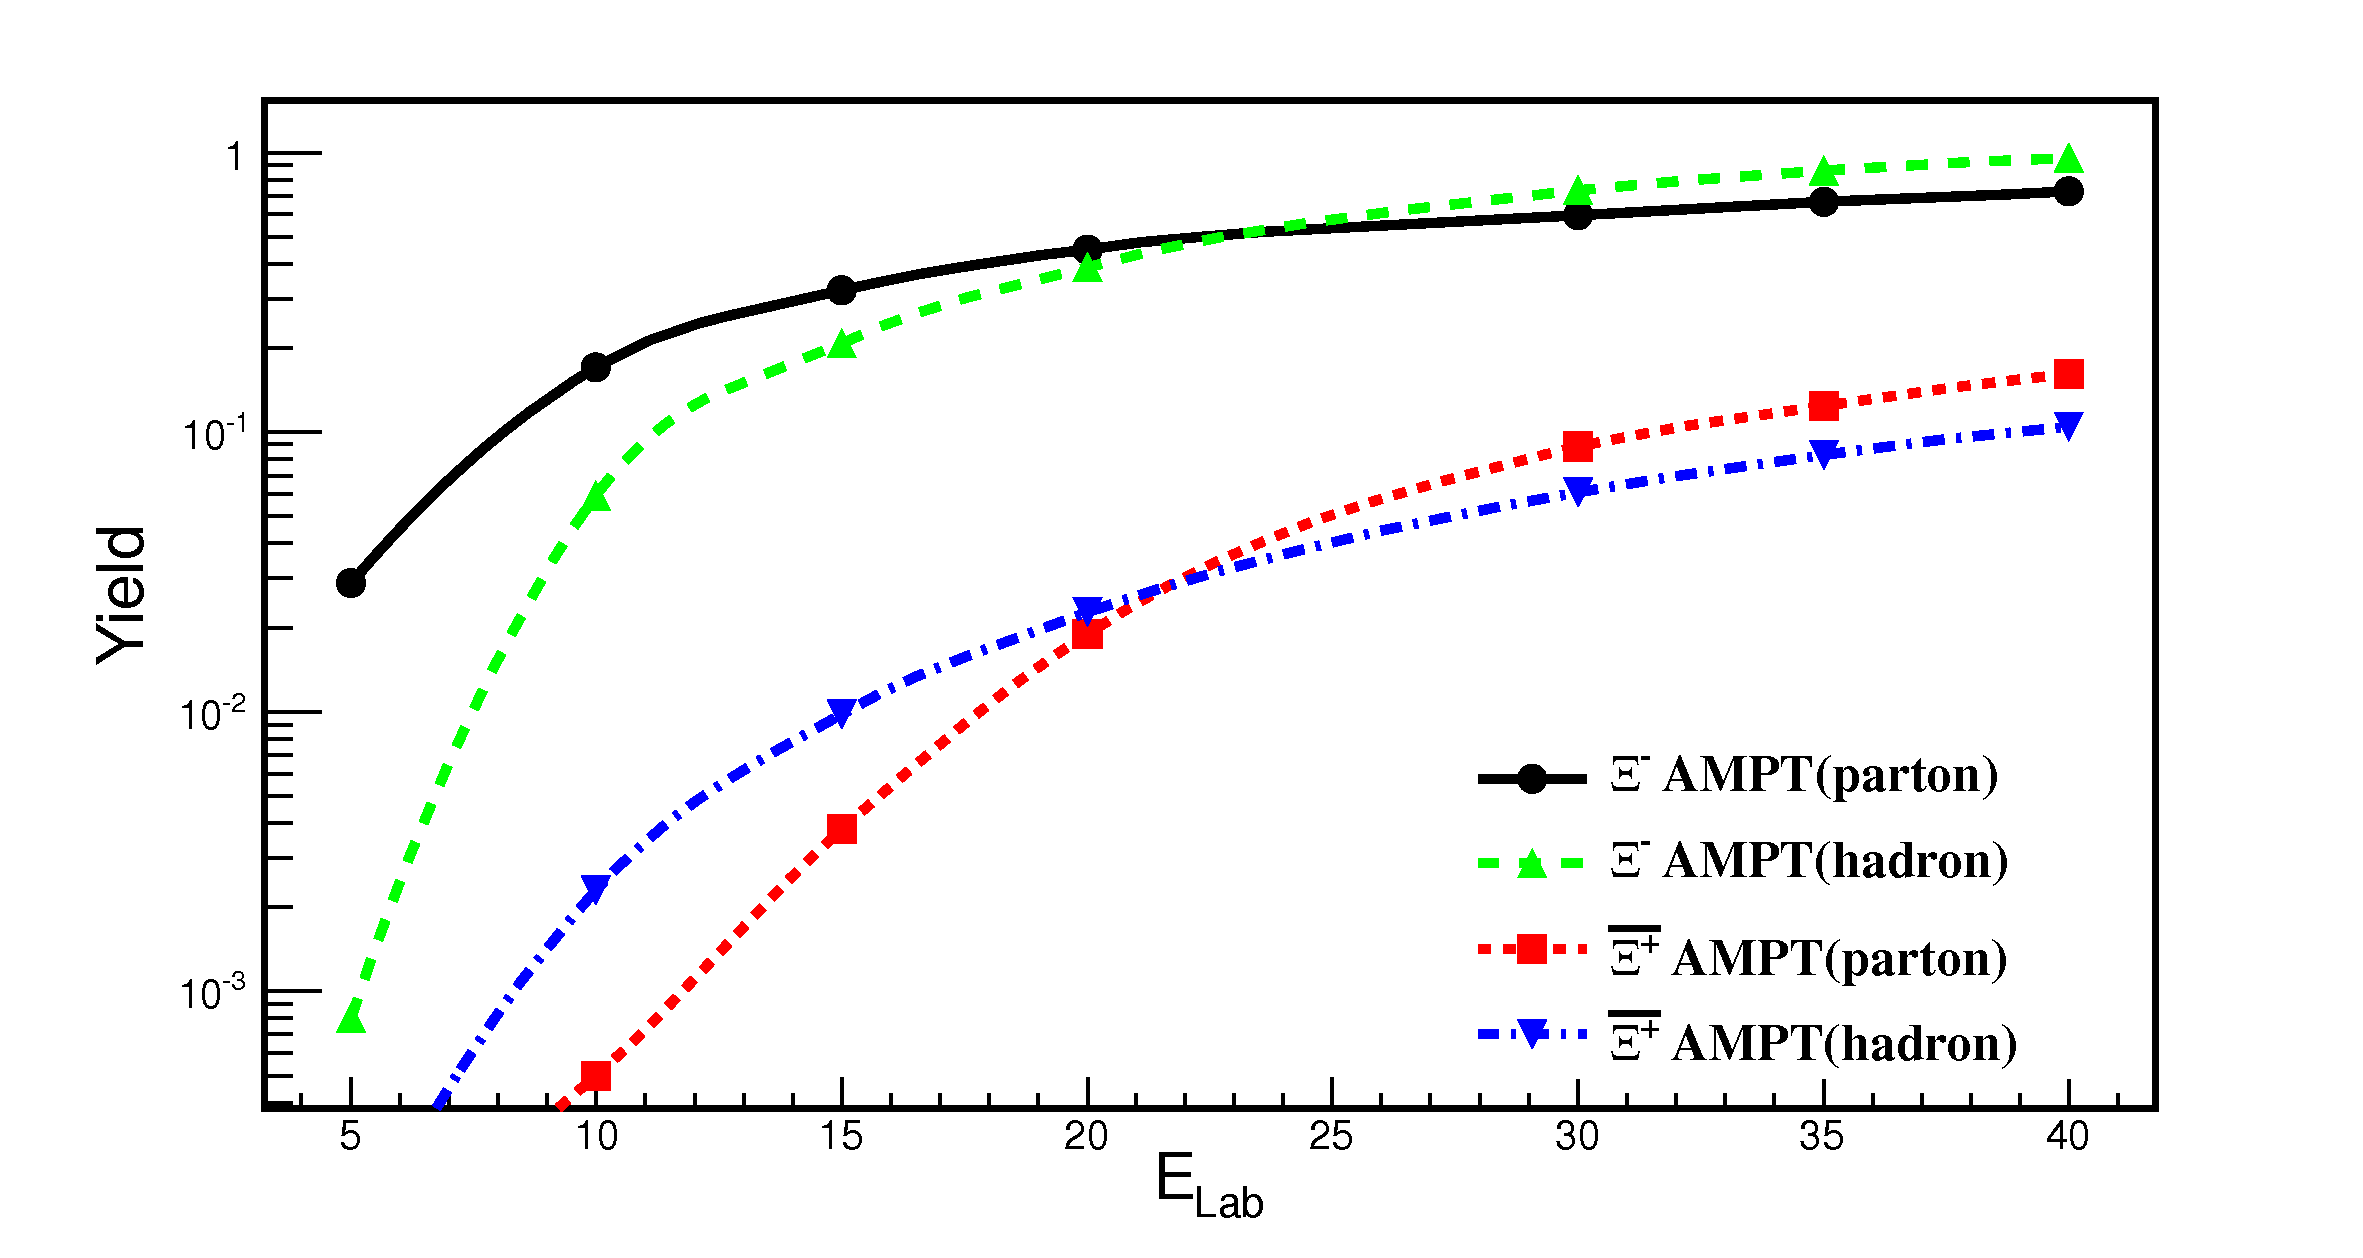 1
10⁻¹
10⁻²
10⁻³
Yield
Ξ⁻ AMPT(parton)
Ξ⁻ AMPT(hadron)
Ξ̅⁺ AMPT(parton)
Ξ̅⁺ AMPT(hadron)
5 10 15 20 25 30 35 40
E_Lab